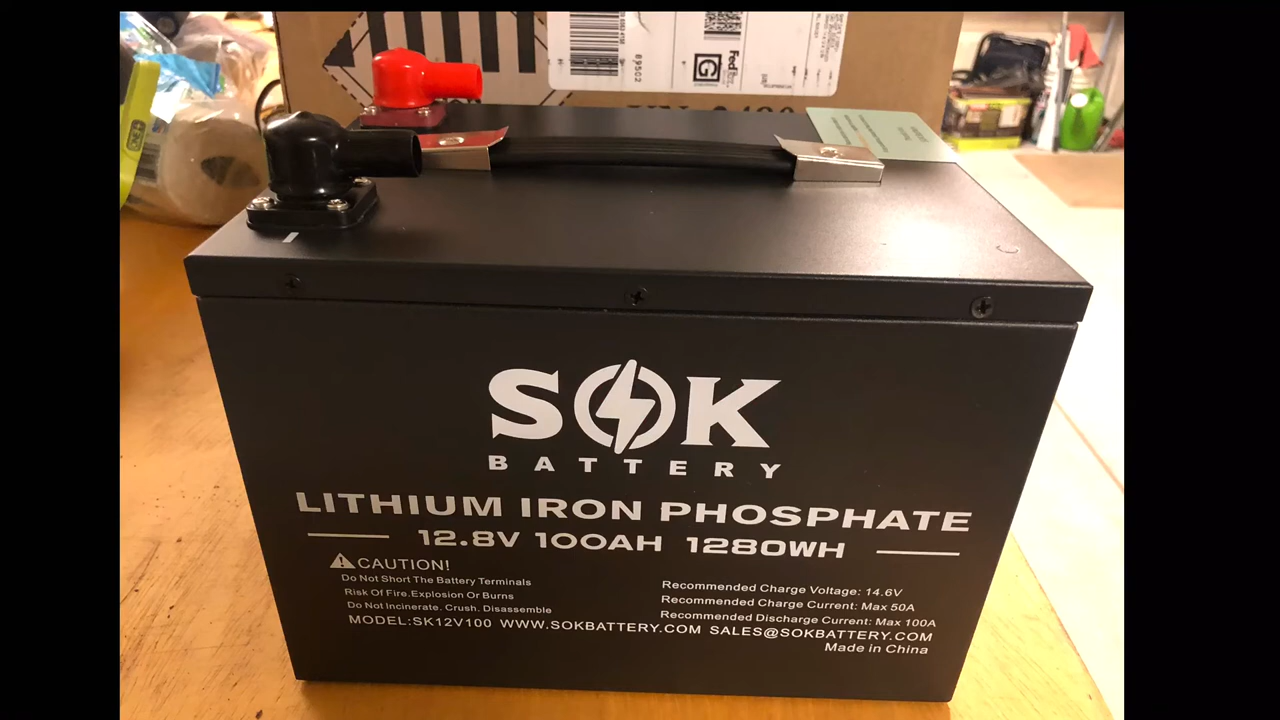 FedEx
G
89502
SOK
BATTERY
LITHIUM IRON PHOSPHATE
12.8V 100AH 1280WH
CAUTION!
Do Not Short The Battery Terminals
Risk Of Fire,Explosion Or Burns
Do Not Incinerate, Crush, Disassemble
Recommended Charge Voltage: 14.6V
Recommended Charge Current: Max 50A
Recommended Discharge Current: Max 100A
MODEL:SK12V100 WWW.SOKBATTERY.COM SALES@SOKBATTERY.COM
Made in China